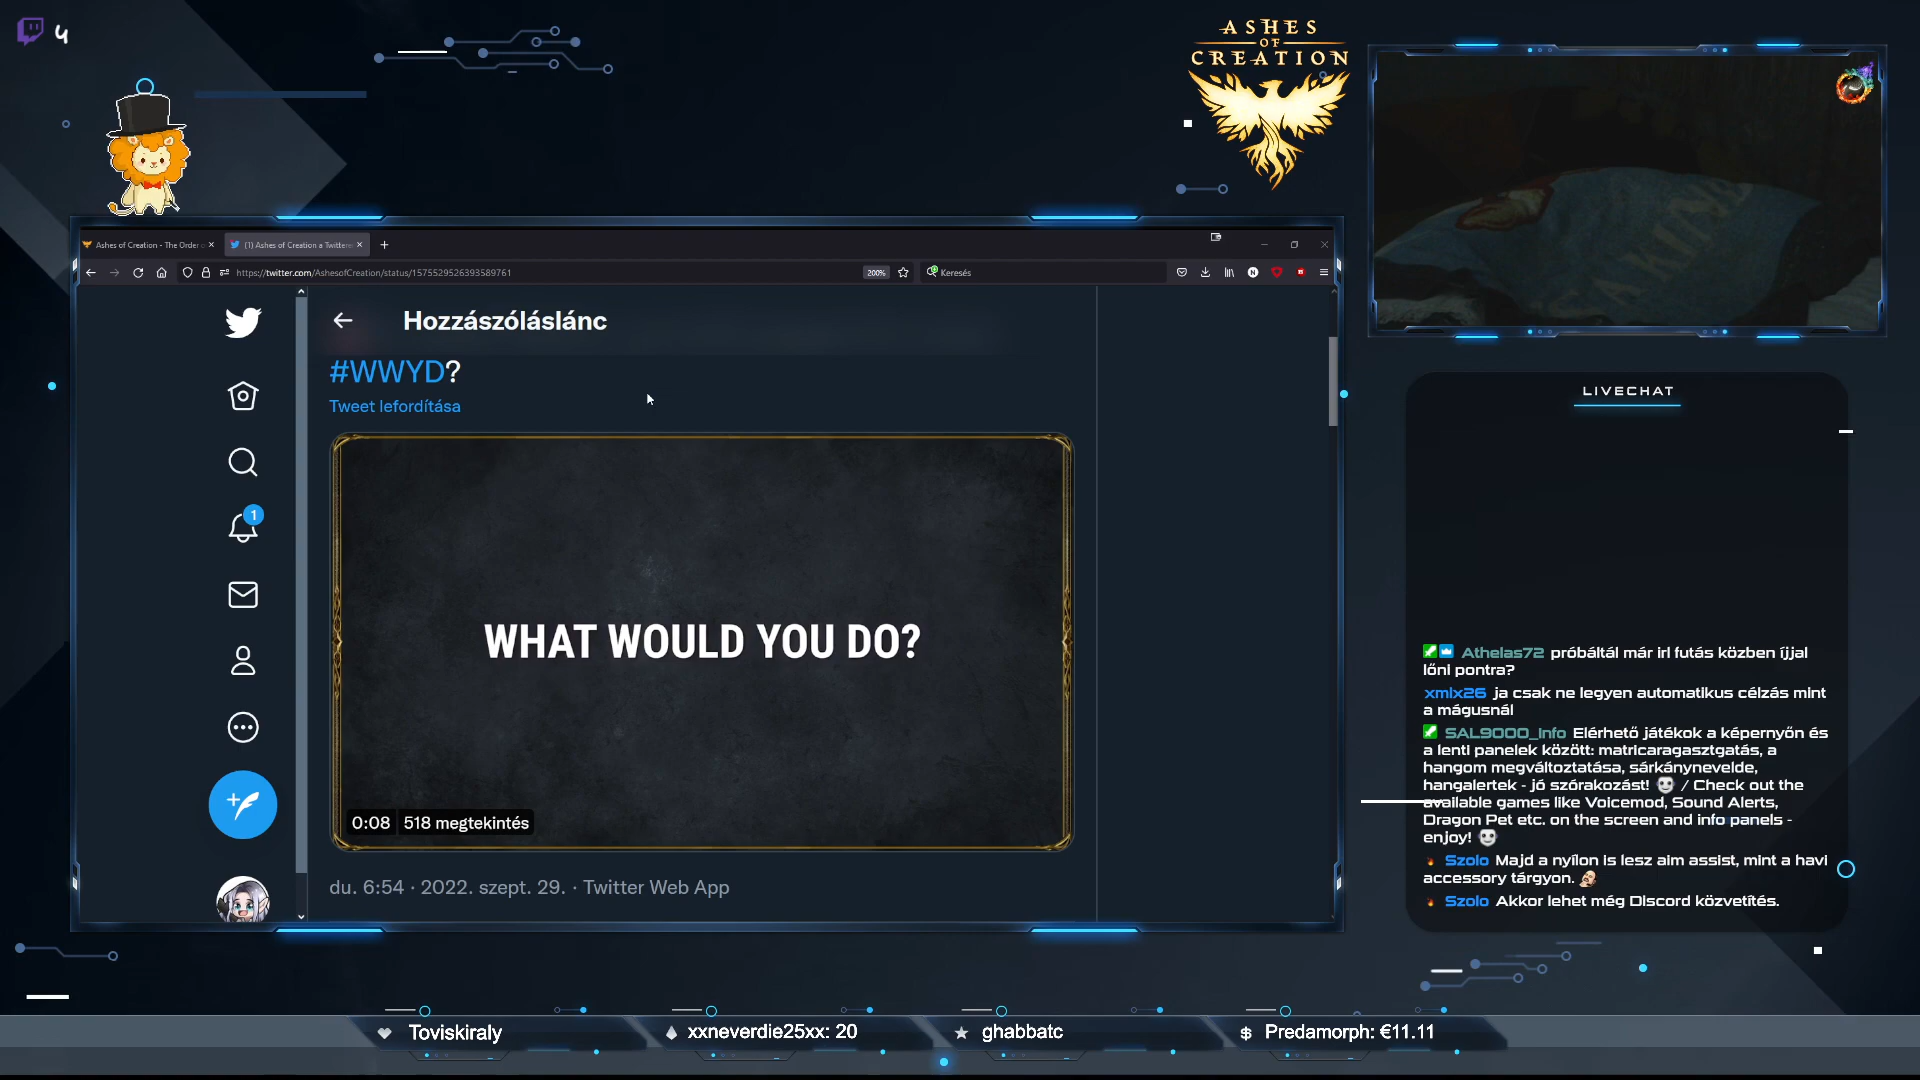 4
ASHES
OF
CREATION
Ashes of Creation - The Order
(1) Ashes of Creation a Twittere
https://twitter.com/AshesofCreation/status/1575529526393589761
200%
Keresés
Hozzászóláslánc
#WWYD?
Tweet lefordítása
1
WHAT WOULD YOU DO?
0:08 518 megtekintés
du. 6:54 · 2022. szept. 29. · Twitter Web App
LIVECHAT
Athelas72 próbáltál már irl futás közben íjjal
lőni pontra?
xmix26 ja csak ne legyen automatikus célzás mint
a mágusnál
SAL9000_Info Elérhető játékok a képernyőn és
a lenti panelek között: matricaragasztgatás, a
hangom megváltoztatása, sárkánynevelde,
hangalertek - jó szórakozást! / Check out the
available games like Voicemod, Sound Alerts,
Dragon Pet etc. on the screen and info panels -
enjoy!
Szolo Majd a nyílon is lesz aim assist, mint a havi
accessory tárgyon.
Szolo Akkor lehet még Discord közvetítés.
Toviskiraly
xxneverdie25xx: 20
ghabbatc
Predamorph: €11.11